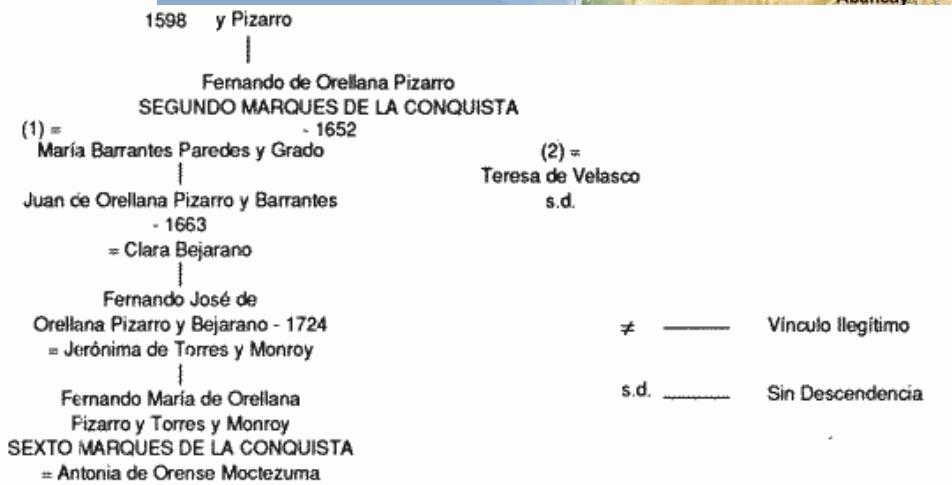 Abancay
1598 y Pizarro
Fernando de Orellana Pizarro
SEGUNDO MARQUES DE LA CONQUISTA
(1) = - 1652
María Barrantes Paredes y Grado
(2) =
Teresa de Velasco
s.d.
Juan de Orellana Pizarro y Barrantes
- 1663
= Clara Bejarano
Fernando José de
Orellana Pizarro y Bejarano - 1724
= Jerónima de Torres y Monroy
Fernando María de Orellana
Pizarro y Torres y Monroy
SEXTO MARQUES DE LA CONQUISTA
= Antonia de Orense Moctezuma
≠ Vínculo Ilegítimo
s.d. Sin Descendencia